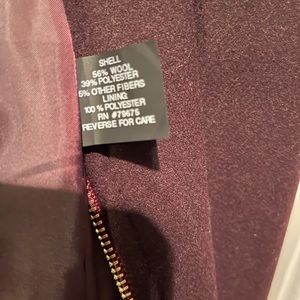 SHELL
56% WOOL
39% POLYESTER
5% OTHER FIBERS
LINING:
100% POLYESTER
RN #79675
REVERSE FOR CARE